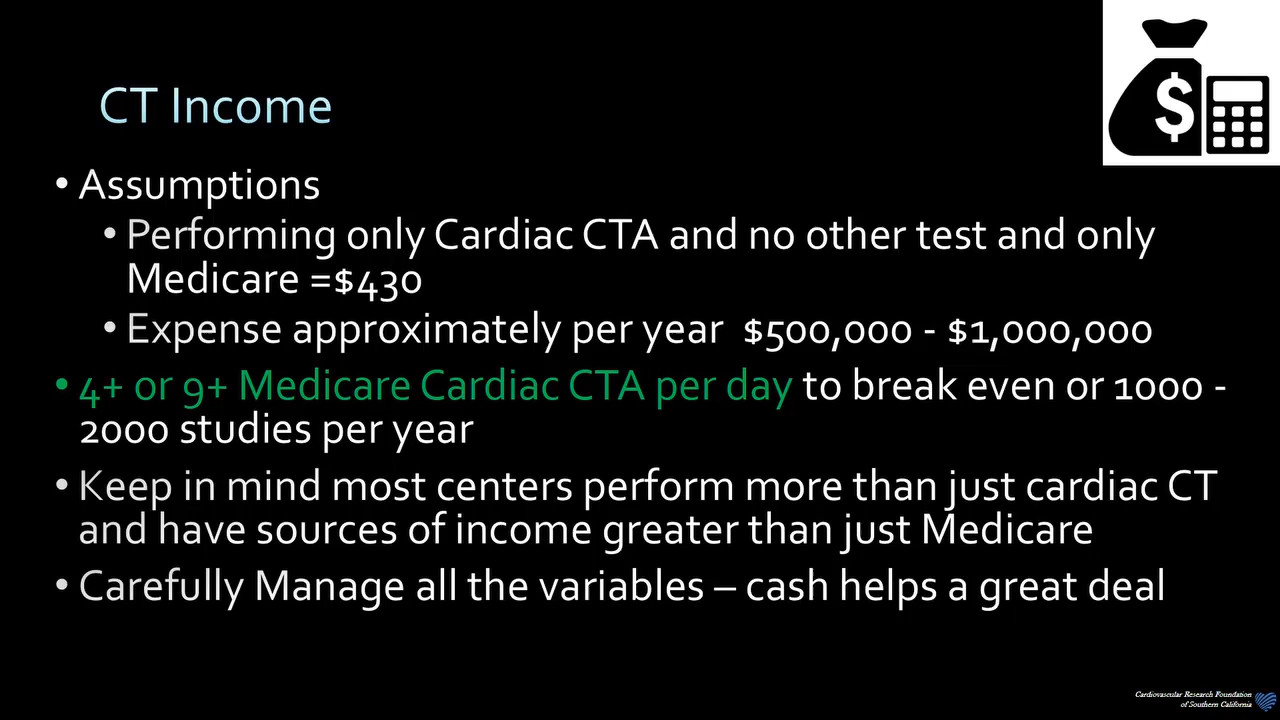 CT Income
• Assumptions
• Performing only Cardiac CTA and no other test and only
Medicare =$430
• Expense approximately per year $500,000 - $1,000,000
• 4+ or 9+ Medicare Cardiac CTA per day to break even or 1000 -
2000 studies per year
• Keep in mind most centers perform more than just cardiac CT
and have sources of income greater than just Medicare
• Carefully Manage all the variables – cash helps a great deal
$
Cardiovascular Research Foundation
of Southern California